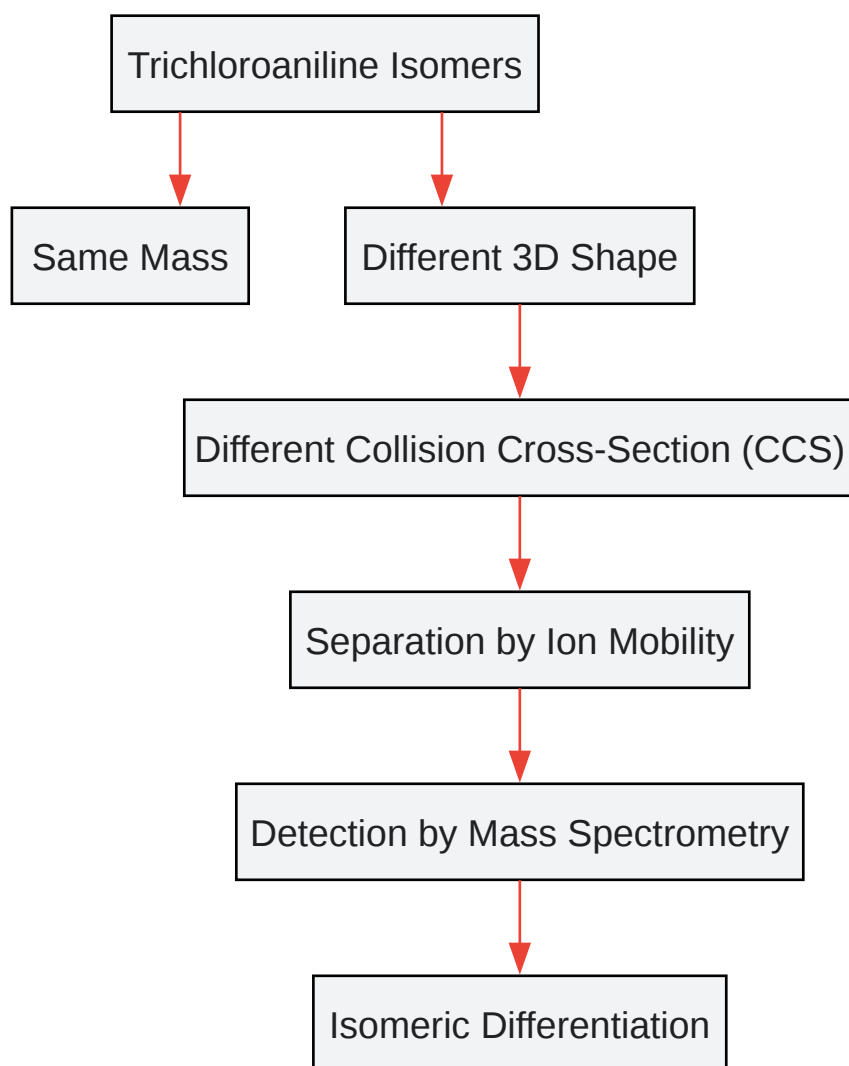 Trichloroaniline Isomers
Same Mass
Different 3D Shape
Different Collision Cross-Section (CCS)
Separation by Ion Mobility
Detection by Mass Spectrometry
Isomeric Differentiation